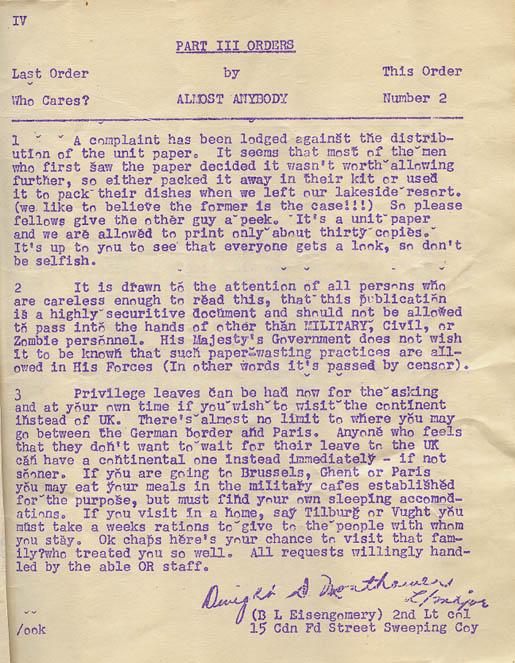 IV
PART III ORDERS
Last Order by This Order
Who Cares? ALMOST ANYBODY Number 2
1 A complaint has been lodged against the distrib-
ution of the unit paper. It seems that most of the men
who first saw the paper decided it wasn't worth allowing
further, so either packed it away in their kit or used
it to pack their dishes when we left our lakeside resort.
(we like to believe the former is the case!!!) So please
fellows give the other guy a peek. It's a unit paper
and we are allowed to print only about thirty copies.
It's up to you to see that everyone gets a look, so don't
be selfish.
2 It is drawn to the attention of all persons who
are careless enough to read this, that this publication
is a highly securitive document and should not be allowed
to pass into the hands of other than MILITARY, Civil, or
Zombie personnel. His Majesty's Government does not wish
it to be known that such paper-wasting practices are all-
owed in His Forces (In other words it's passed by censor).
3 Privilege leaves can be had now for the asking
and at your own time if you wish to visit the continent
instead of UK. There's almost no limit to where you may
go between the German border and Paris. Anyone who feels
that they don't want to wait for their leave to the UK
can have a continental one instead immediately - if not
sooner. If you are going to Brussels, Ghent or Paris
you may eat your meals in the military cafes established
for the purpose, but must find your own sleeping accomod-
ations. If you visit in a home, say Tilburg or Vught you
must take a weeks rations to give to the people with whom
you stay. Ok chaps here's your chance to visit that fam-
ily?who treated you so well. All requests willingly hand-
led by the able OR staff.
Dwight D Monthower
L/major
(B L Eisengomery) 2nd Lt col
/ook 15 Cdn Fd Street Sweeping Coy